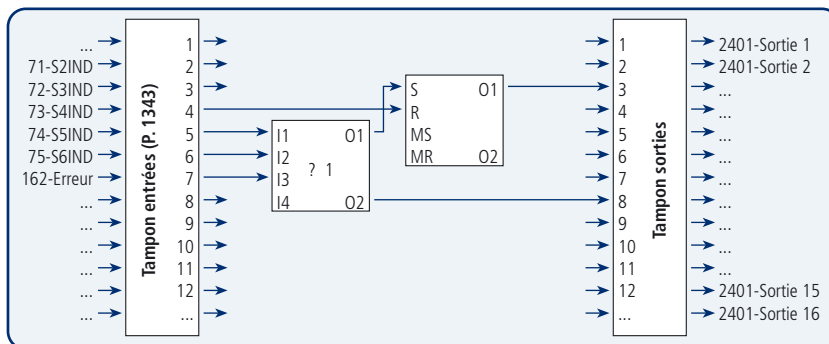 ...
71-S2IND
72-S3IND
73-S4IND
74-S5IND
75-S6IND
162-Erreur
...
...
...
...
...
...
Tampon entrées (P. 1343)
1
2
3
4
5
6
7
8
9
10
11
12
...
I1 O1
I2
? 1
I3
I4 O2
S O1
R
MS
MR O2
1
2
3
4
5
6
7
8
9
10
11
12
...
Tampon sorties
2401-Sortie 1
2401-Sortie 2
...
...
...
...
...
...
...
...
...
2401-Sortie 15
2401-Sortie 16